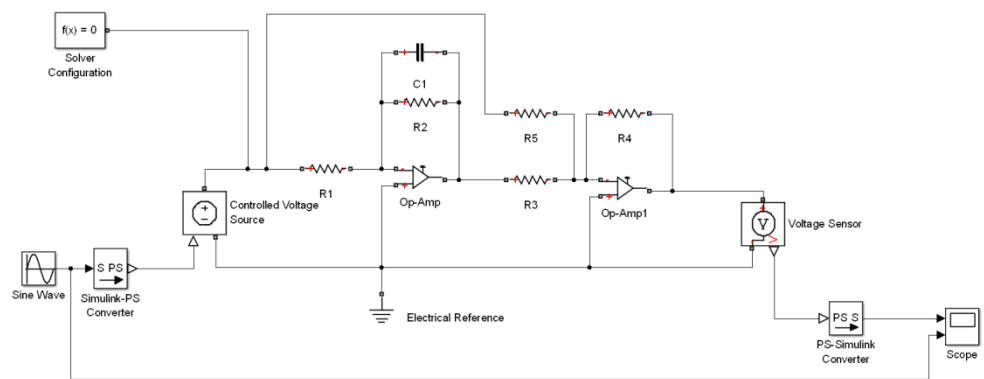 f(x) = 0
Solver
Configuration
C1
R2
R5
R4
R1
Op-Amp
R3
Op-Amp1
Controlled Voltage
Source
V
Voltage Sensor
S PS
Sine Wave
Simulink-PS
Converter
Electrical Reference
PS S
PS-Simulink
Converter
Scope